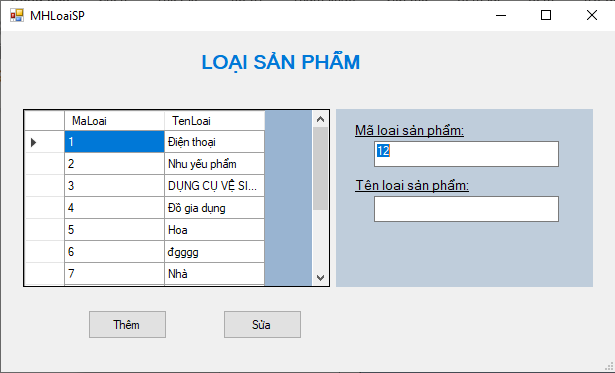 MHLoaiSP
LOẠI SẢN PHẨM
MaLoai TenLoai
1 Điện thoại
2 Nhu yếu phẩm
3 DỤNG CỤ VỆ SI...
4 Đồ gia dụng
5 Hoa
6 đgggg
7 Nhà
Mã loại sản phẩm:
12
Tên loại sản phẩm:
Thêm Sửa